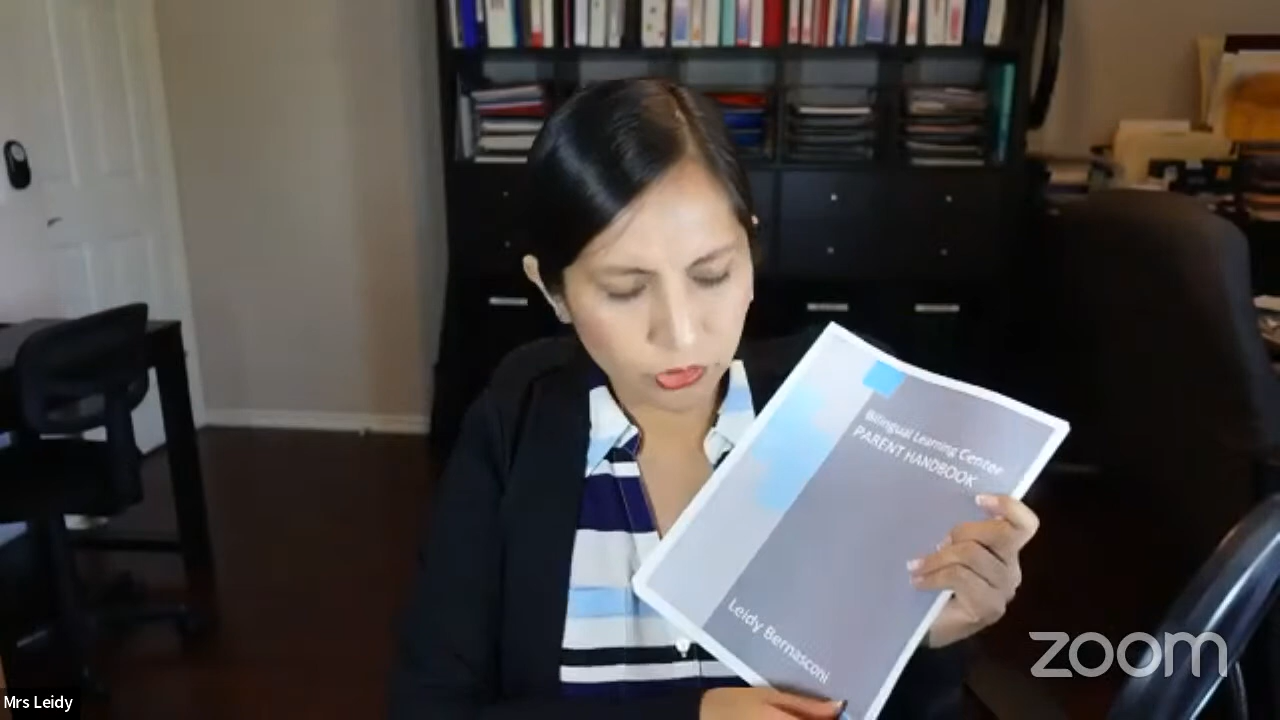 Bilingual Learning Center
PARENT HANDBOOK
Leidy Bernasconi
zoom
Mrs Leidy